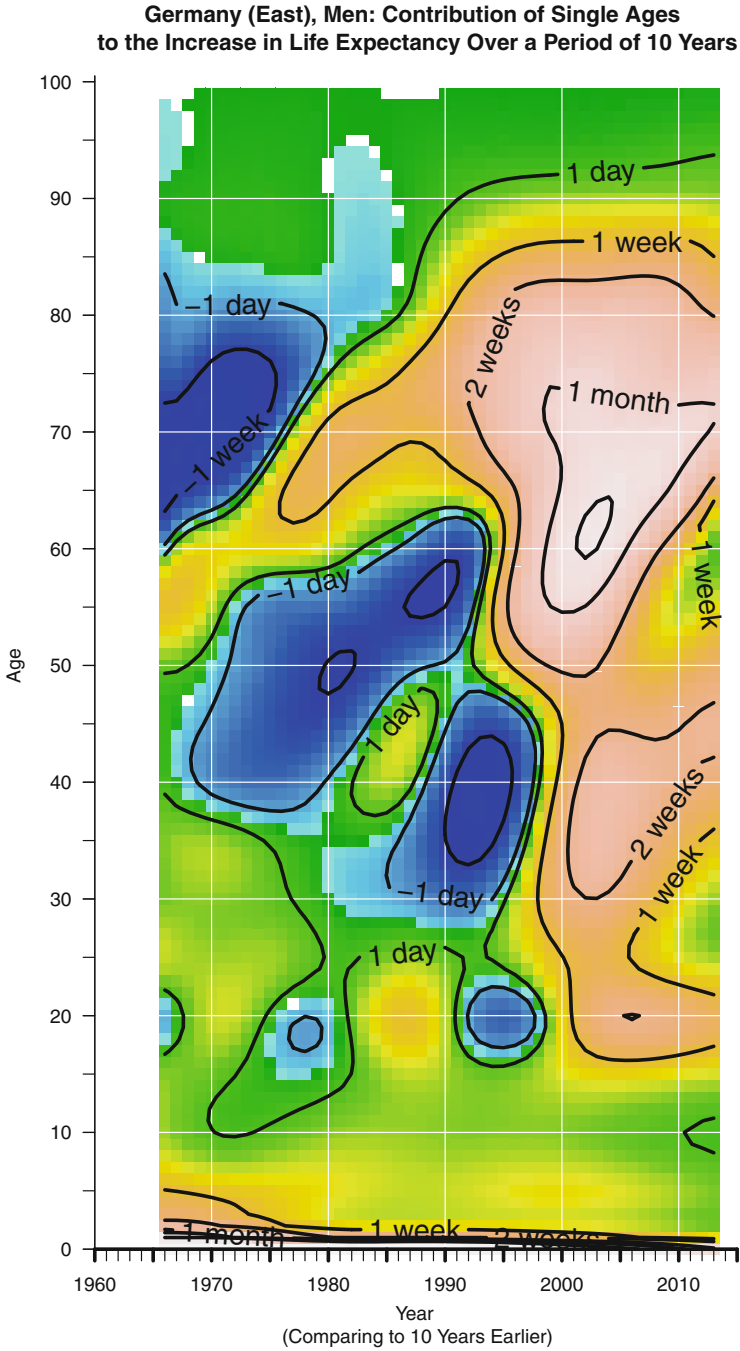 Germany (East), Men: Contribution of Single Ages
to the Increase in Life Expectancy Over a Period of 10 Years
100
90
80
70
60
50
40
30
20
10
0
Age
1 day
1 week
−1 day
2 weeks
1 month
−1 week
−1 day
1 week
1 day
2 weeks
−1 day
1 week
1 day
1 month
1 week
2 weeks
1960
1970
1980
1990
2000
2010
Year
(Comparing to 10 Years Earlier)